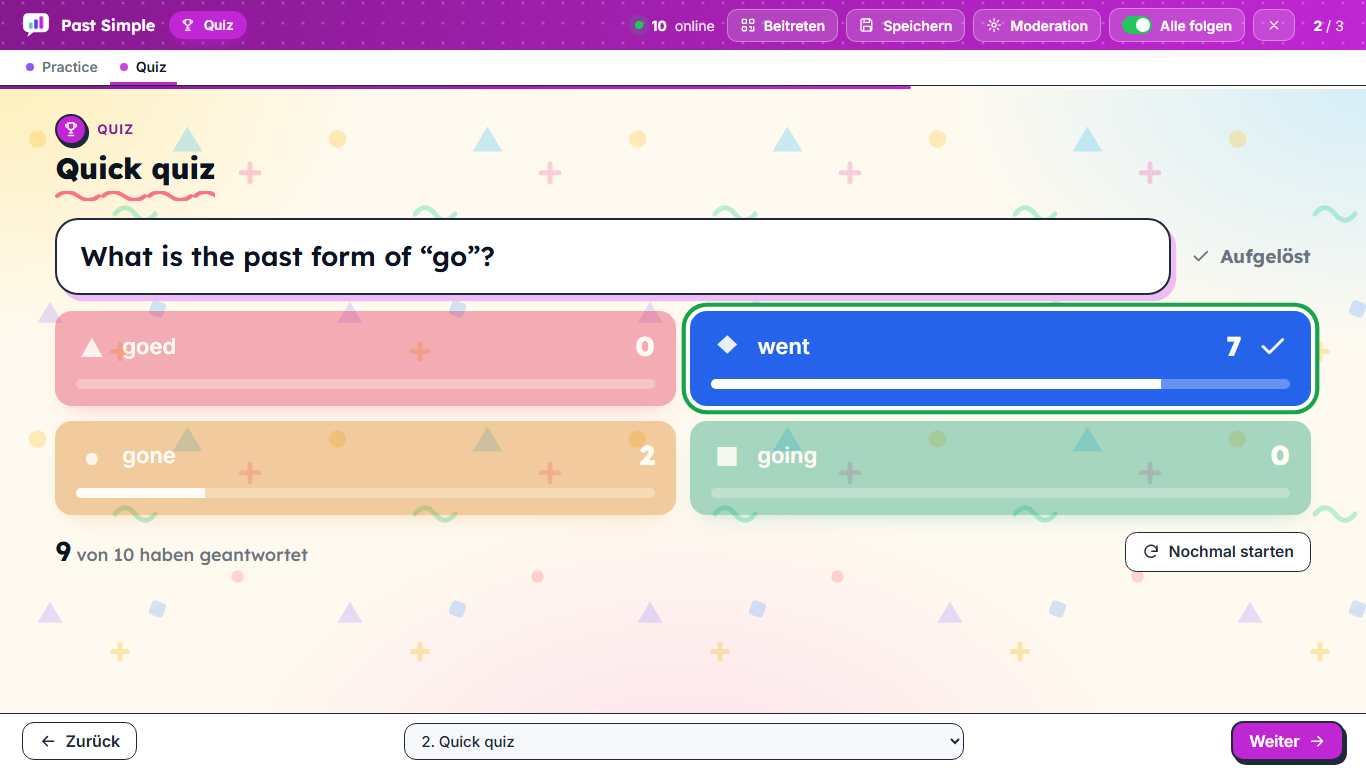 Past Simple Quiz 10 online Beitreten Speichern Moderation Alle folgen 2 / 3
Practice Quiz
QUIZ
Quick quiz
What is the past form of “go”? Aufgelöst
goed 0
went 7
gone 2
going 0
9 von 10 haben geantwortet Nochmal starten
Zurück 2. Quick quiz Weiter